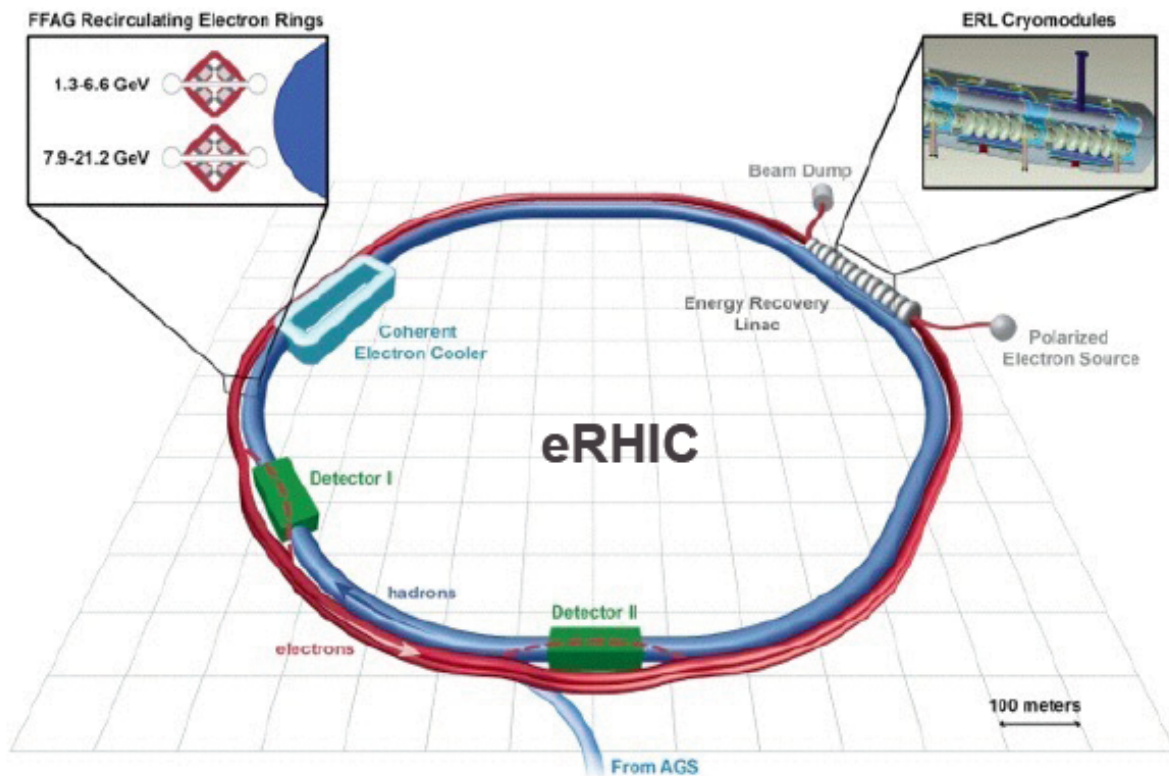 FFAG Recirculating Electron Rings
1.3-6.6 GeV
7.9-21.2 GeV
ERL Cryomodules
Beam Dump
Energy Recovery
Linac
Polarized
Electron Source
Coherent
Electron Cooler
eRHIC
Detector I
hadrons
Detector II
electrons
100 meters
From AGS